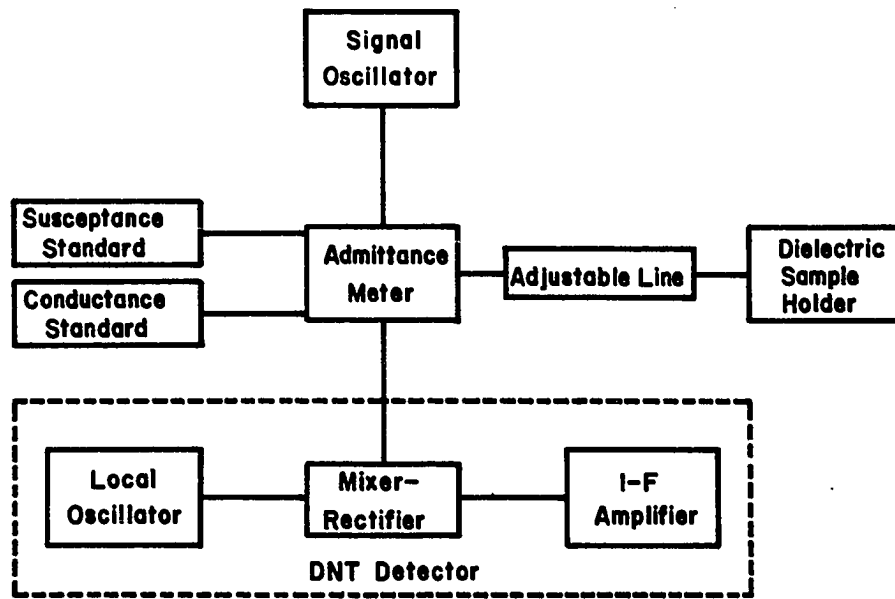 Signal
Oscillator
Susceptance
Standard
Conductance
Standard
Admittance
Meter
Adjustable Line
Dielectric
Sample
Holder
Local
Oscillator
Mixer-
Rectifier
I-F
Amplifier
DNT Detector